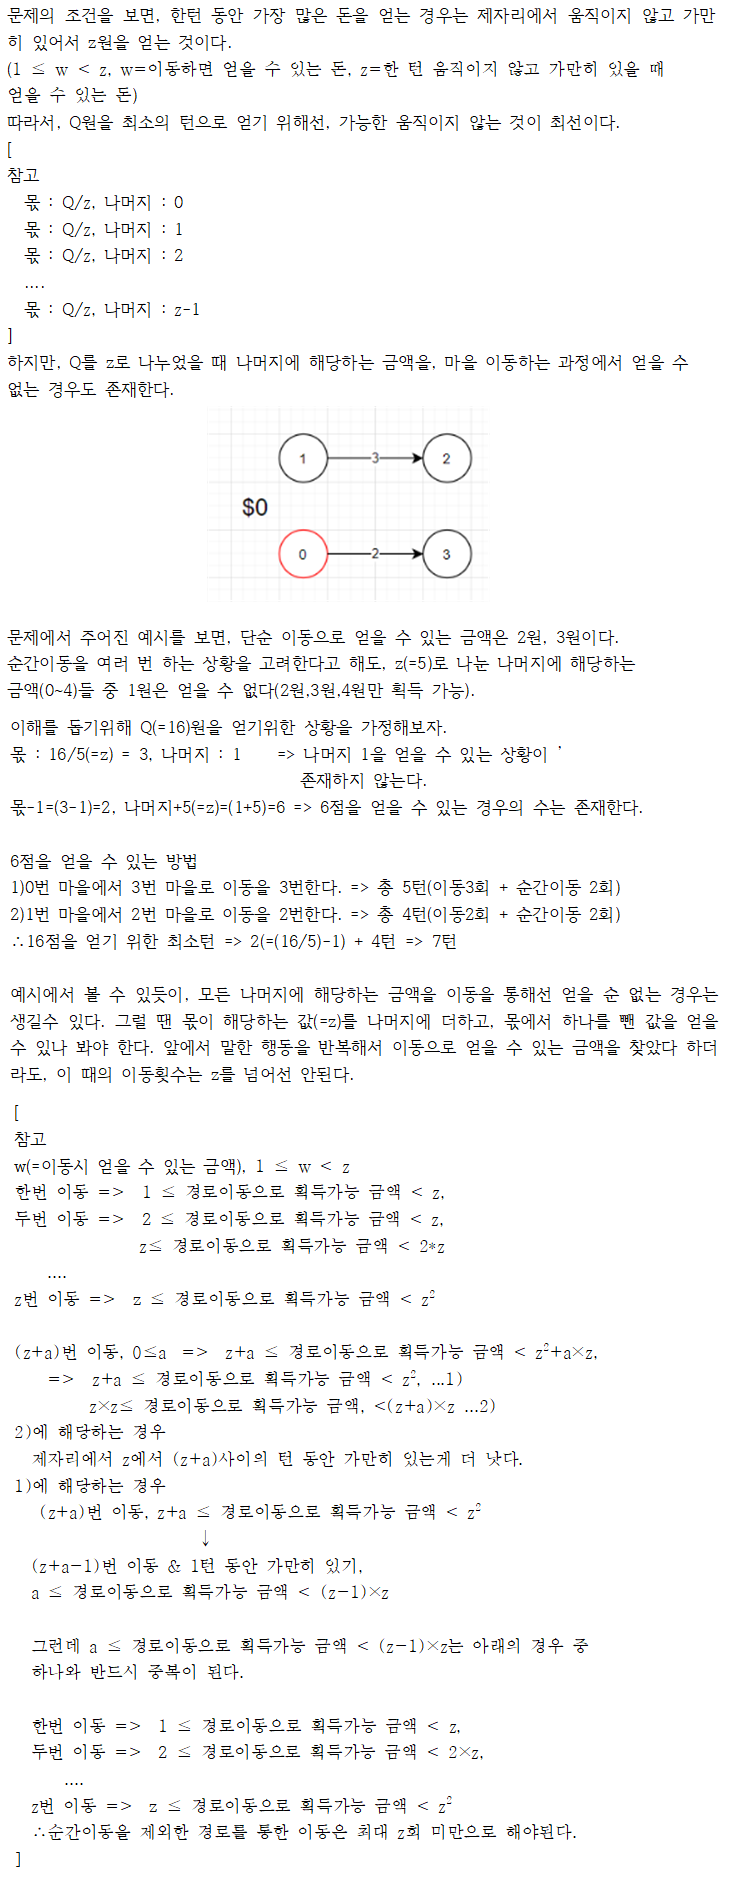 문제의 조건을 보면, 한턴 동안 가장 많은 돈을 얻는 경우는 제자리에서 움직이지 않고 가만
히 있어서 z원을 얻는 것이다.
(1 ≤ w < z, w=이동하면 얻을 수 있는 돈, z=한 턴 움직이지 않고 가만히 있을 때
얻을 수 있는 돈)
따라서, Q원을 최소의 턴으로 얻기 위해선, 가능한 움직이지 않는 것이 최선이다.
[
참고
몫 : Q/z, 나머지 : 0
몫 : Q/z, 나머지 : 1
몫 : Q/z, 나머지 : 2
....
몫 : Q/z, 나머지 : z-1
]
하지만, Q를 z로 나누었을 때 나머지에 해당하는 금액을, 마을 이동하는 과정에서 얻을 수
없는 경우도 존재한다.
1 3 2
$0
0 2 3
문제에서 주어진 예시를 보면, 단순 이동으로 얻을 수 있는 금액은 2원, 3원이다.
순간이동을 여러 번 하는 상황을 고려한다고 해도, z(=5)로 나눈 나머지에 해당하는
금액(0~4)들 중 1원은 얻을 수 없다(2원,3원,4원만 획득 가능).
이해를 돕기위해 Q(=16)원을 얻기위한 상황을 가정해보자.
몫 : 16/5(=z) = 3, 나머지 : 1 => 나머지 1을 얻을 수 있는 상황이 '
존재하지 않는다.
몫-1=(3-1)=2, 나머지+5(=z)=(1+5)=6 => 6점을 얻을 수 있는 경우의 수는 존재한다.
6점을 얻을 수 있는 방법
1)0번 마을에서 3번 마을로 이동을 3번한다. => 총 5턴(이동3회 + 순간이동 2회)
2)1번 마을에서 2번 마을로 이동을 2번한다. => 총 4턴(이동2회 + 순간이동 2회)
∴16점을 얻기 위한 최소턴 => 2(=(16/5)-1) + 4턴 => 7턴
예시에서 볼 수 있듯이, 모든 나머지에 해당하는 금액을 이동을 통해선 얻을 순 없는 경우는
생길수 있다. 그럴 땐 몫이 해당하는 값(=z)를 나머지에 더하고, 몫에서 하나를 뺀 값을 얻을
수 있나 봐야 한다. 앞에서 말한 행동을 반복해서 이동으로 얻을 수 있는 금액을 찾았다 하더
라도, 이 때의 이동횟수는 z를 넘어선 안된다.
[
참고
w(=이동시 얻을 수 있는 금액), 1 ≤ w < z
한번 이동 => 1 ≤ 경로이동으로 획득가능 금액 < z,
두번 이동 => 2 ≤ 경로이동으로 획득가능 금액 < z,
z≤ 경로이동으로 획득가능 금액 < 2*z
....
z번 이동 => z ≤ 경로이동으로 획득가능 금액 < z²
(z+a)번 이동, 0≤a => z+a ≤ 경로이동으로 획득가능 금액 < z²+a×z,
=> z+a ≤ 경로이동으로 획득가능 금액 < z², ...1)
z×z≤ 경로이동으로 획득가능 금액, <(z+a)×z ...2)
2)에 해당하는 경우
제자리에서 z에서 (z+a)사이의 턴 동안 가만히 있는게 더 낫다.
1)에 해당하는 경우
(z+a)번 이동, z+a ≤ 경로이동으로 획득가능 금액 < z²
↓
(z+a-1)번 이동 & 1턴 동안 가만히 있기,
a ≤ 경로이동으로 획득가능 금액 < (z-1)×z
그런데 a ≤ 경로이동으로 획득가능 금액 < (z-1)×z는 아래의 경우 중
하나와 반드시 중복이 된다.
한번 이동 => 1 ≤ 경로이동으로 획득가능 금액 < z,
두번 이동 => 2 ≤ 경로이동으로 획득가능 금액 < 2×z,
....
z번 이동 => z ≤ 경로이동으로 획득가능 금액 < z²
∴순간이동을 제외한 경로를 통한 이동은 최대 z회 미만으로 해야된다.
]